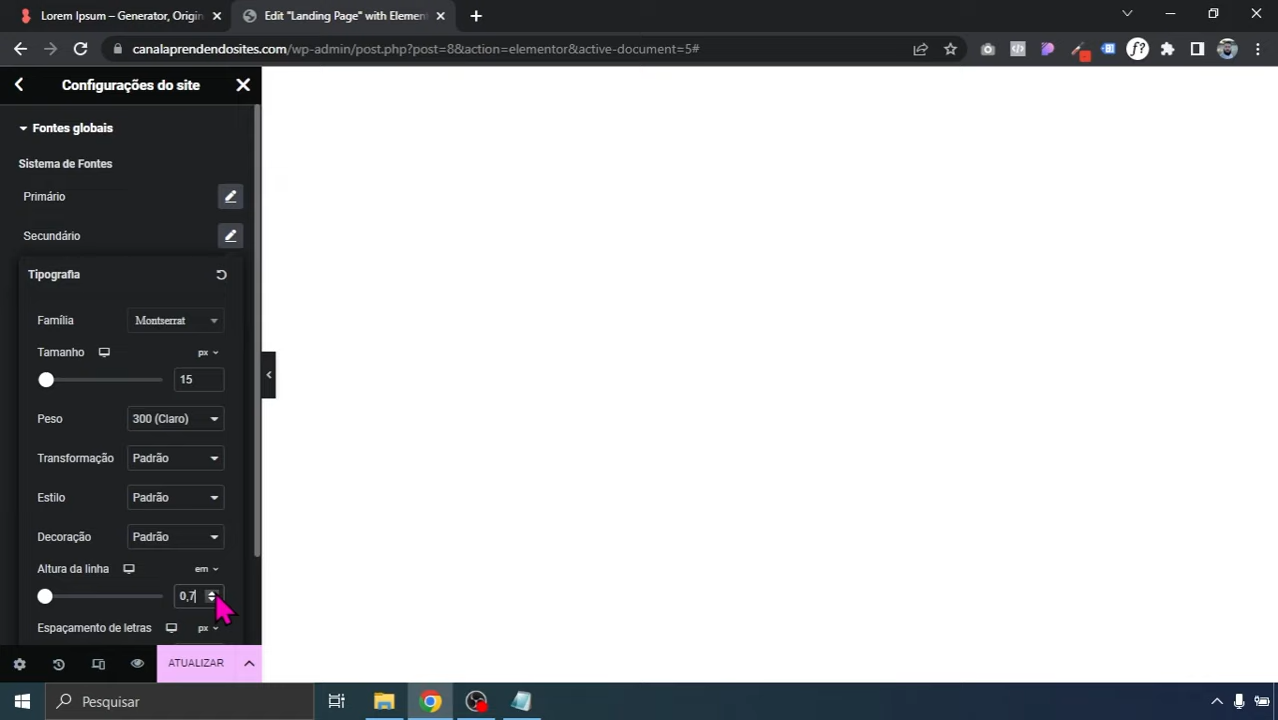 Lorem Ipsum – Generator, Origin
Edit "Landing Page" with Element
canalaprendendosites.com/wp-admin/post.php?post=8&action=elementor&active-document=5#
f?
Configurações do site
Fontes globais
Sistema de Fontes
Primário
Secundário
Tipografia
Família Montserrat
Tamanho px
15
Peso 300 (Claro)
Transformação Padrão
Estilo Padrão
Decoração Padrão
Altura da linha em
0,7
Espaçamento de letras px
ATUALIZAR
Pesquisar